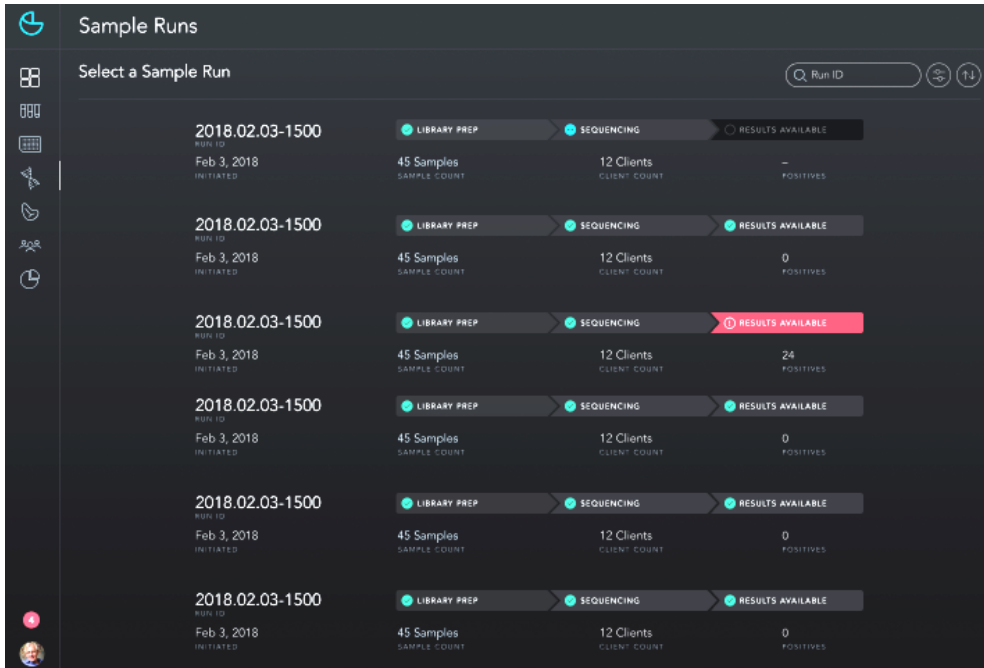 Sample Runs
Select a Sample Run
Run ID
2018.02.03-1500
LIBRARY PREP
SEQUENCING
RESULTS AVAILABLE
RUN ID
Feb 3, 2018
45 Samples
12 Clients
–
INITIATED
SAMPLE COUNT
CLIENT COUNT
POSITIVES
2018.02.03-1500
LIBRARY PREP
SEQUENCING
RESULTS AVAILABLE
RUN ID
Feb 3, 2018
45 Samples
12 Clients
0
INITIATED
SAMPLE COUNT
CLIENT COUNT
POSITIVES
2018.02.03-1500
LIBRARY PREP
SEQUENCING
RESULTS AVAILABLE
RUN ID
Feb 3, 2018
45 Samples
12 Clients
24
INITIATED
SAMPLE COUNT
CLIENT COUNT
POSITIVES
2018.02.03-1500
LIBRARY PREP
SEQUENCING
RESULTS AVAILABLE
RUN ID
Feb 3, 2018
45 Samples
12 Clients
0
INITIATED
SAMPLE COUNT
CLIENT COUNT
POSITIVES
2018.02.03-1500
LIBRARY PREP
SEQUENCING
RESULTS AVAILABLE
RUN ID
Feb 3, 2018
45 Samples
12 Clients
0
INITIATED
SAMPLE COUNT
CLIENT COUNT
POSITIVES
2018.02.03-1500
LIBRARY PREP
SEQUENCING
RESULTS AVAILABLE
RUN ID
Feb 3, 2018
45 Samples
12 Clients
0
INITIATED
SAMPLE COUNT
CLIENT COUNT
POSITIVES
4